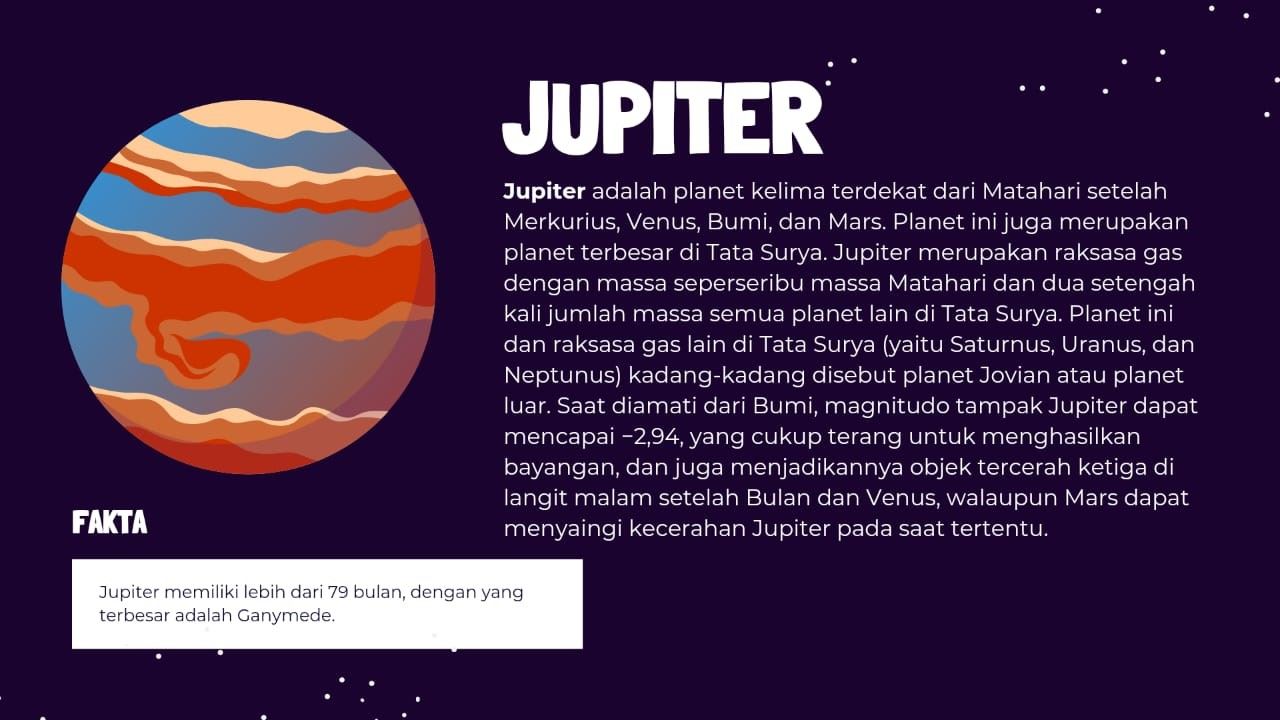 JUPITER
Jupiter adalah planet kelima terdekat dari Matahari setelah
Merkurius, Venus, Bumi, dan Mars. Planet ini juga merupakan
planet terbesar di Tata Surya. Jupiter merupakan raksasa gas
dengan massa seperseribu massa Matahari dan dua setengah
kali jumlah massa semua planet lain di Tata Surya. Planet ini
dan raksasa gas lain di Tata Surya (yaitu Saturnus, Uranus, dan
Neptunus) kadang-kadang disebut planet Jovian atau planet
luar. Saat diamati dari Bumi, magnitudo tampak Jupiter dapat
mencapai −2,94, yang cukup terang untuk menghasilkan
bayangan, dan juga menjadikannya objek tercerah ketiga di
langit malam setelah Bulan dan Venus, walaupun Mars dapat
menyaingi kecerahan Jupiter pada saat tertentu.
FAKTA
Jupiter memiliki lebih dari 79 bulan, dengan yang
terbesar adalah Ganymede.